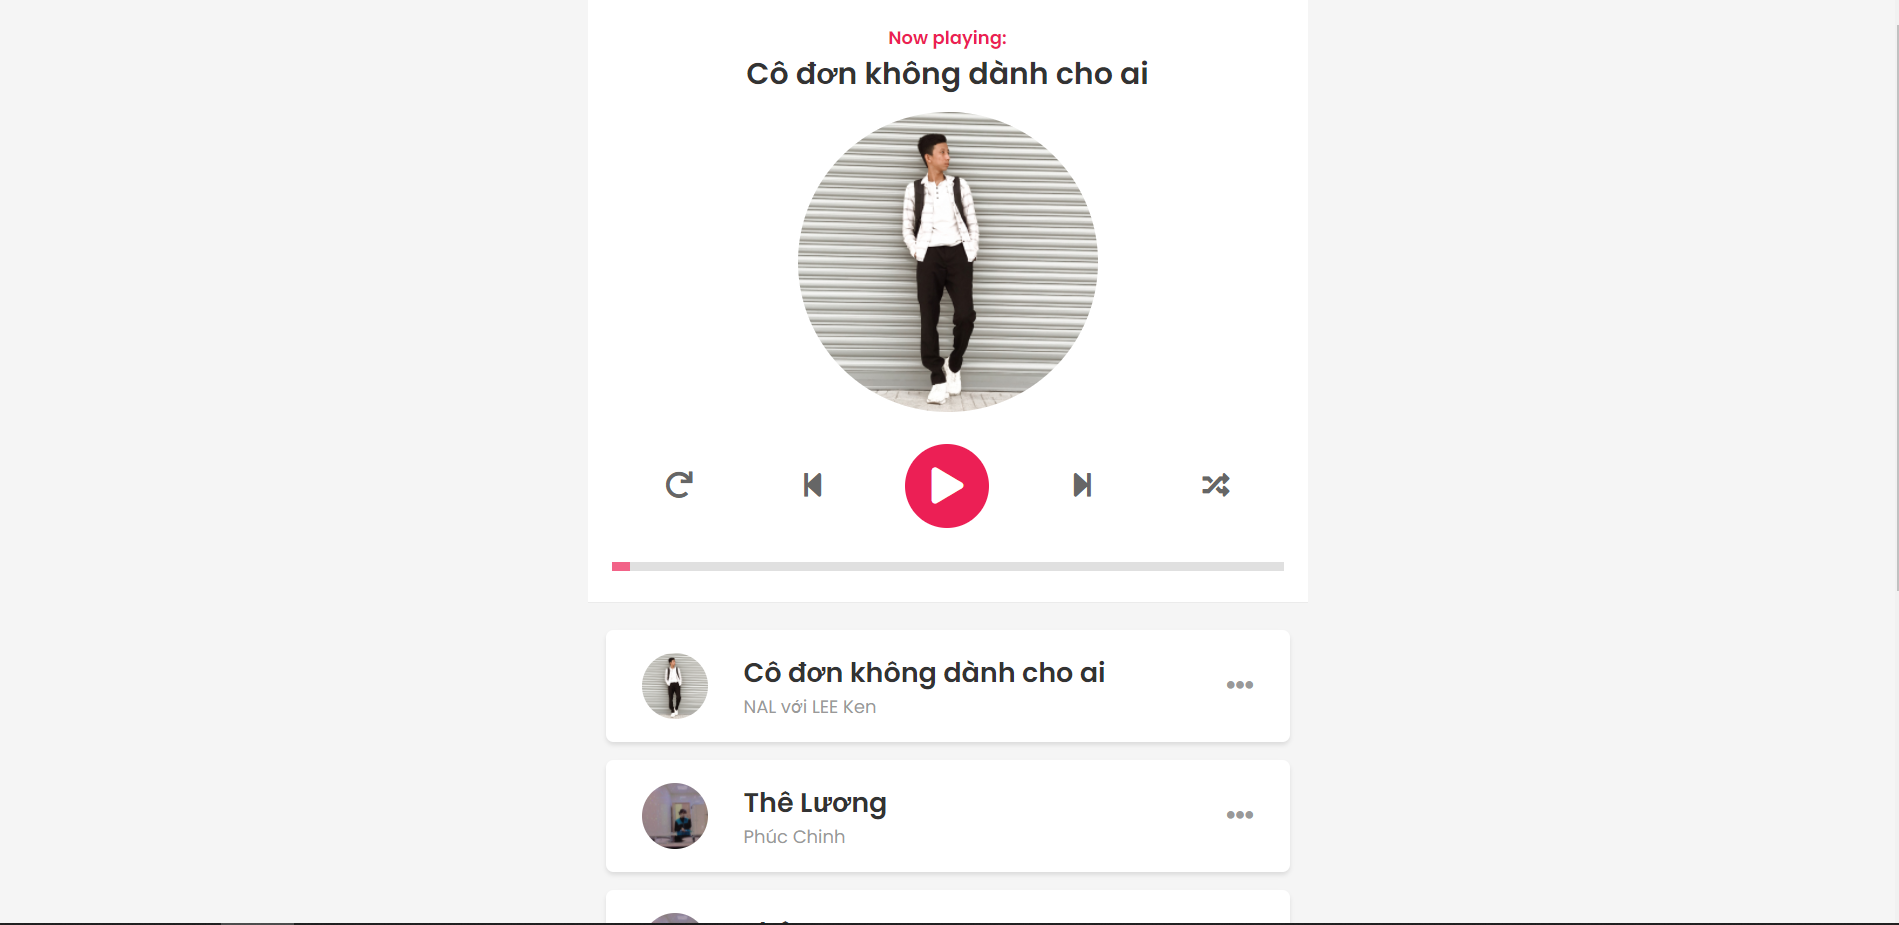 Now playing:
Cô đơn không dành cho ai
Cô đơn không dành cho ai
NAL với LEE Ken
Thê Lương
Phúc Chinh